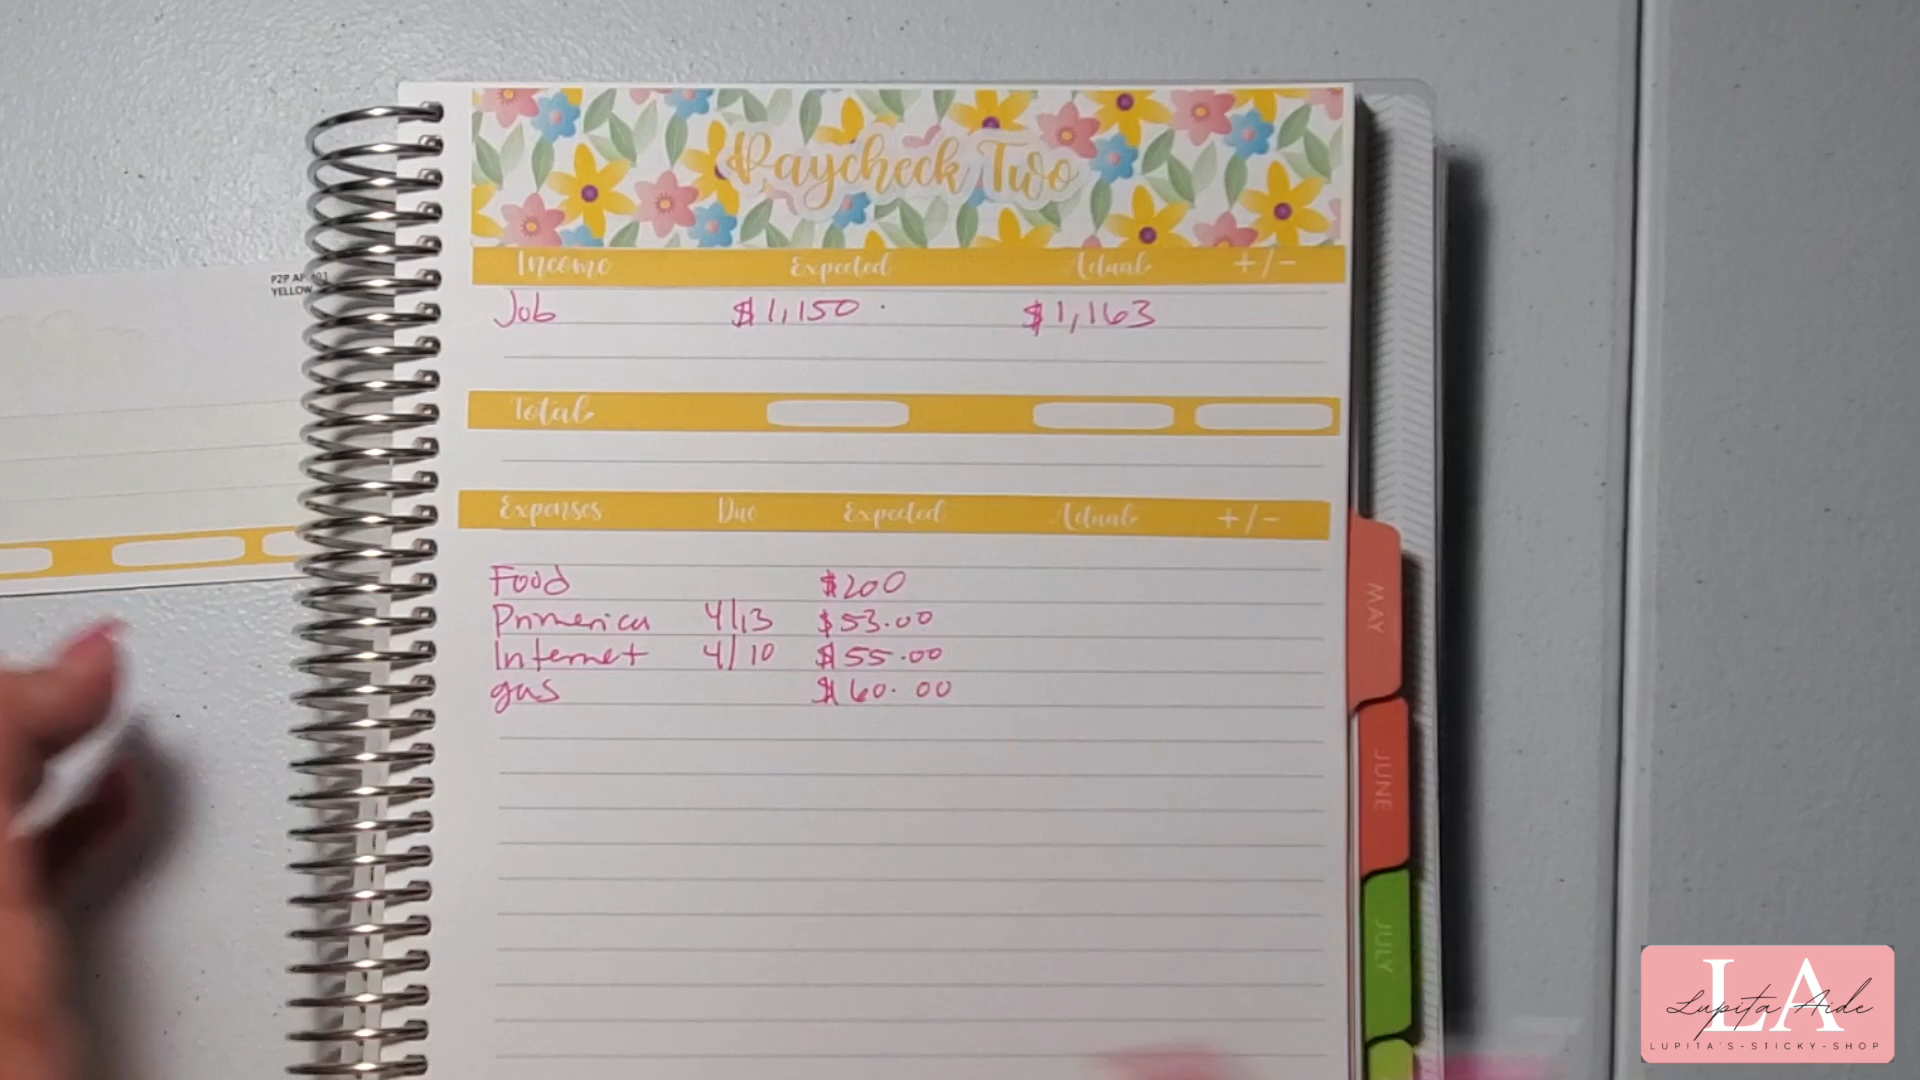 Paycheck Two
P2P AP
YELLOW
Income Expected Actual +/-
Job $1,150 $1,163
Total
Expenses Due Expected Actual +/-
Food $200
Primerica 4/13 $53.00
Internet 4/10 $55.00
gas $60.00
MAY
JUNE
JULY
LA
Lupita Aide
LUPITA'S-STICKY-SHOP